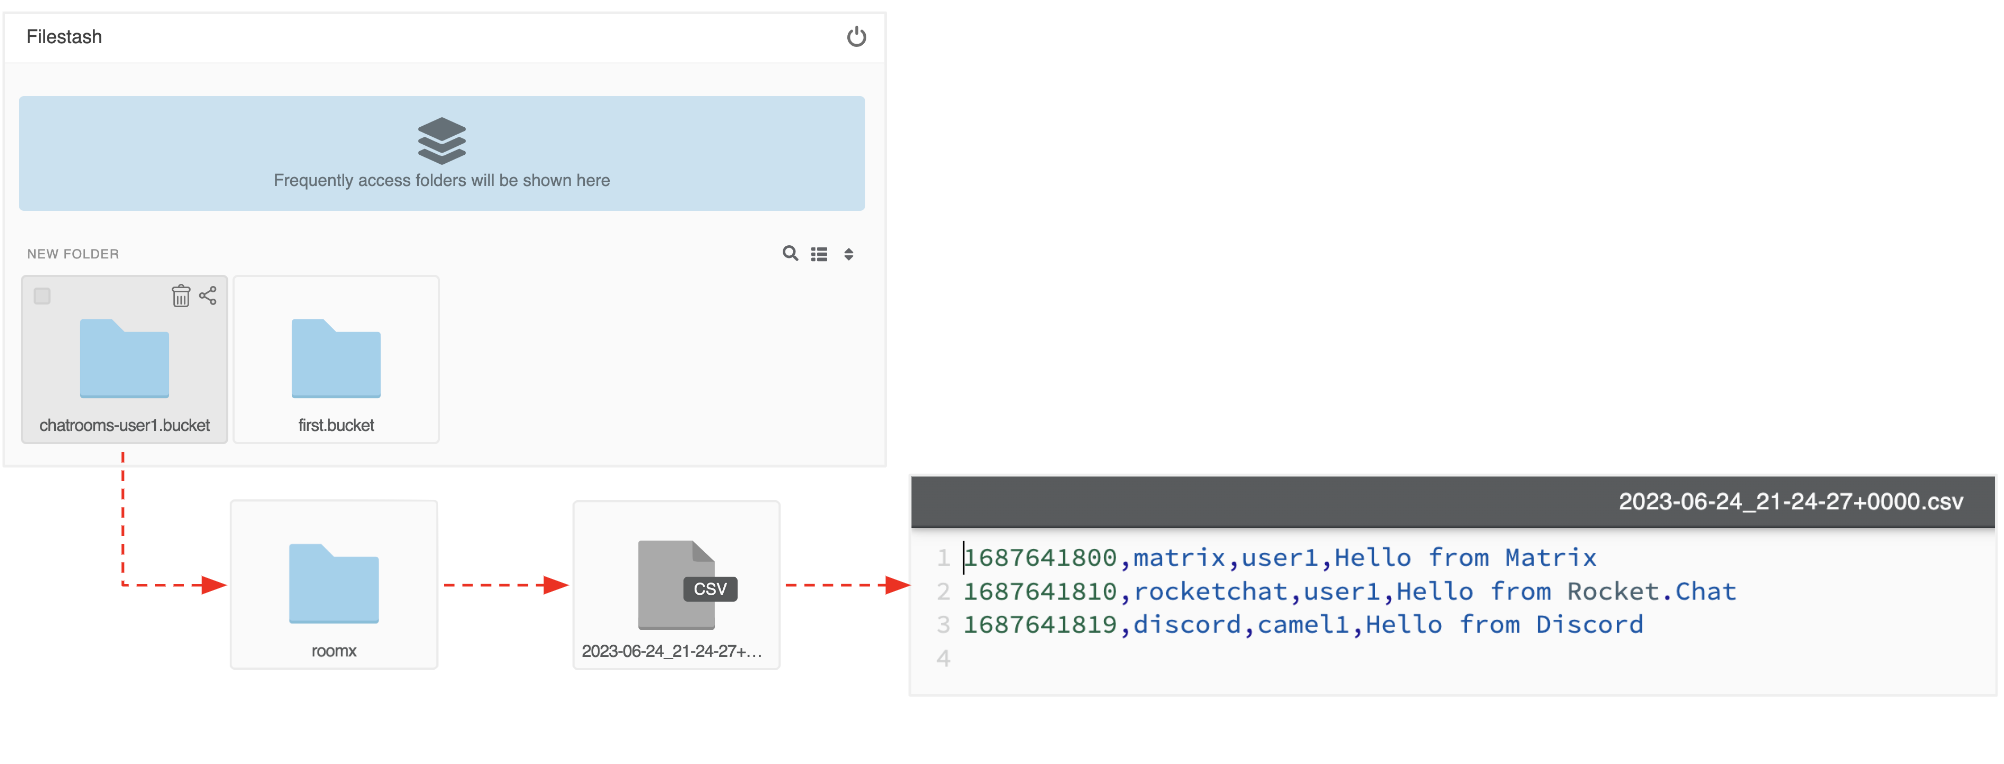 Filestash
Frequently access folders will be shown here
NEW FOLDER
chatrooms-user1.bucket
first.bucket
roomx
CSV
2023-06-24_21-24-27+...
2023-06-24_21-24-27+0000.csv
1 1687641800,matrix,user1,Hello from Matrix
2 1687641810,rocketchat,user1,Hello from Rocket.Chat
3 1687641819,discord,camel1,Hello from Discord
4